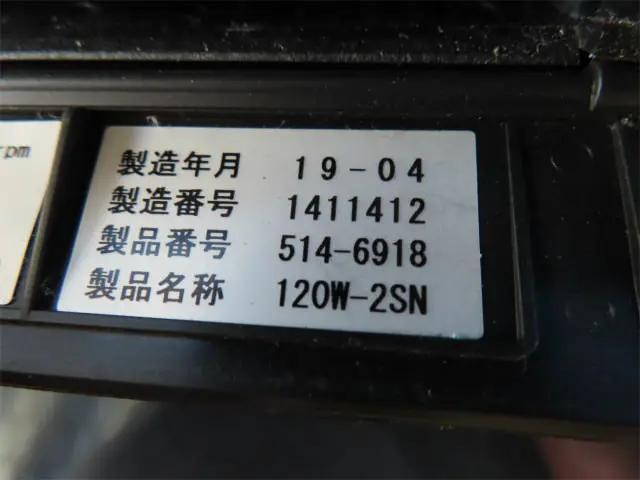 rpm
製造年月 19-04
製造番号 1411412
製品番号 514-6918
製品名称 120W-2SN